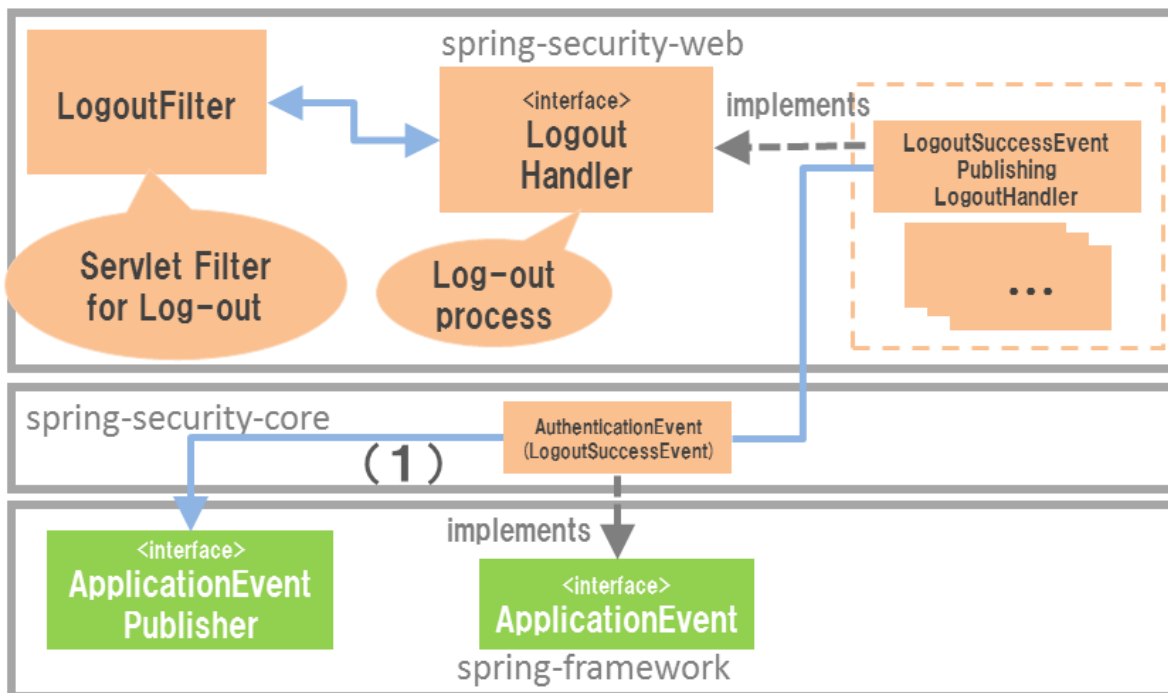 spring-security-web
LogoutFilter
<interface>
Logout
Handler
implements
LogoutSuccessEvent
Publishing
LogoutHandler
...
Servlet Filter
for Log-out
Log-out
process
spring-security-core
(1)
AuthenticationEvent
(LogoutSuccessEvent)
implements
<interface>
ApplicationEvent
Publisher
<interface>
ApplicationEvent
spring-framework